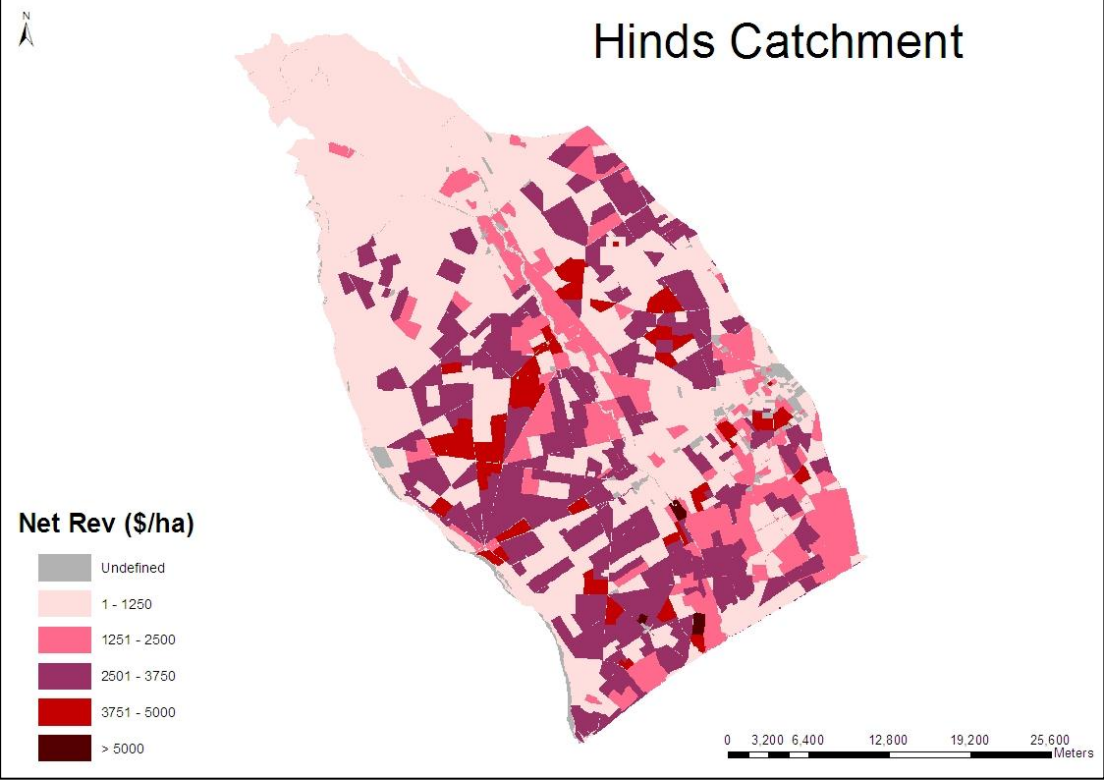 N
Hinds Catchment
Net Rev ($/ha)
Undefined
1 - 1250
1251 - 2500
2501 - 3750
3751 - 5000
> 5000
0 3,200 6,400 12,800 19,200 25,600
Meters